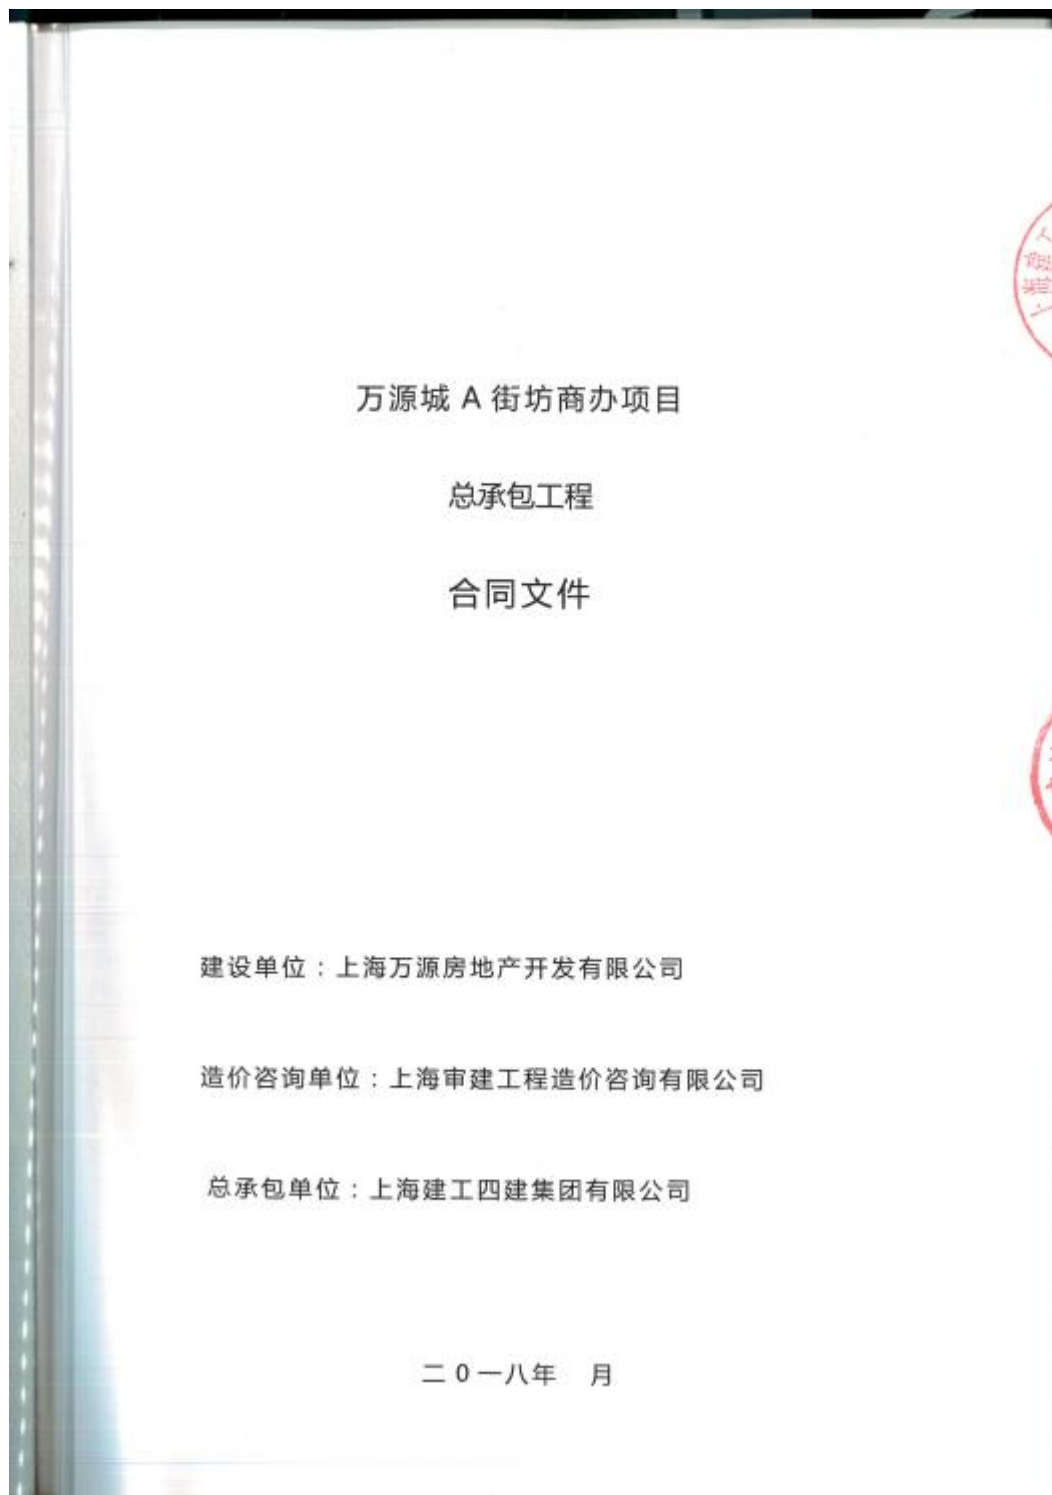 万源城 A 街坊商办项目
总承包工程
合同文件
建设单位：上海万源房地产开发有限公司
造价咨询单位：上海审建工程造价咨询有限公司
总承包单位：上海建工四建集团有限公司
二 0 一八年 月